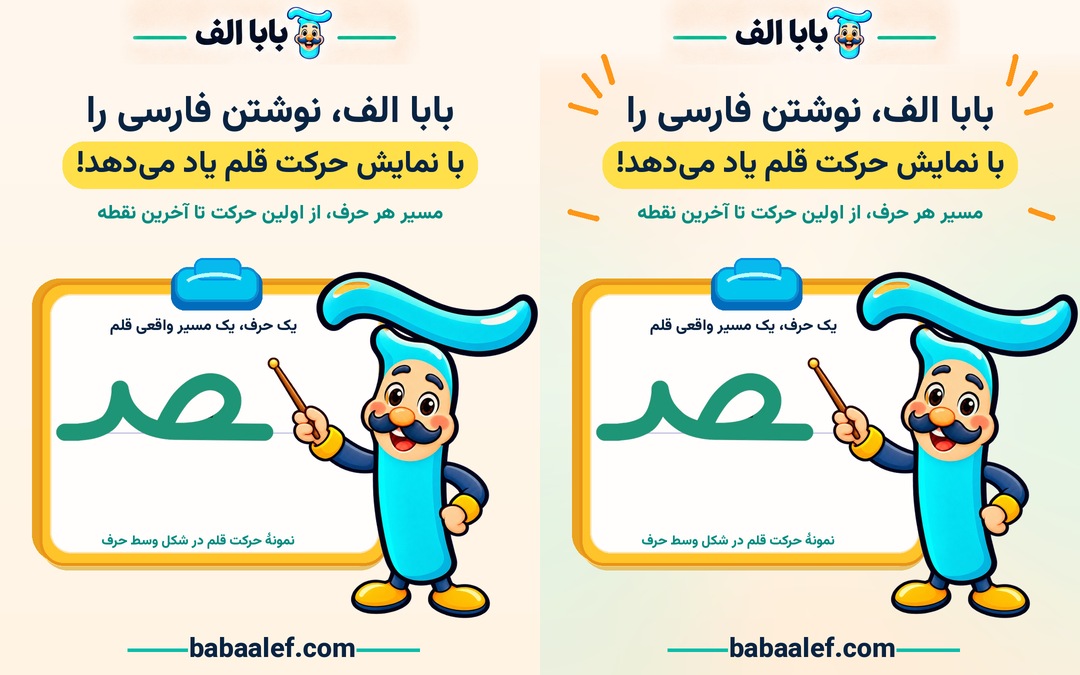 بابا الف
بابا الف، نوشتن فارسی را
با نمایش حرکت قلم یاد می‌دهد!
مسیر هر حرف، از اولین حرکت تا آخرین نقطه
یک حرف، یک مسیر واقعی قلم
ـصـ
نمونهٔ حرکت قلم در شکل وسط حرف
babaalef.com
بابا الف
بابا الف، نوشتن فارسی را
با نمایش حرکت قلم یاد می‌دهد!
مسیر هر حرف، از اولین حرکت تا آخرین نقطه
یک حرف، یک مسیر واقعی قلم
ـصـ
نمونهٔ حرکت قلم در شکل وسط حرف
babaalef.com